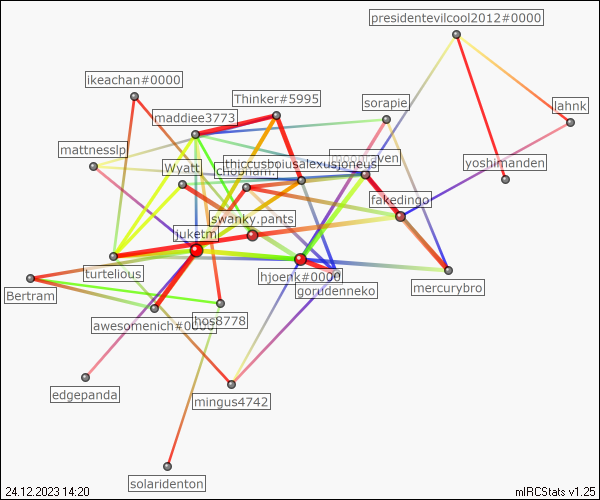 presidentevilcool2012#0000
ikeachan#0000
Thinker#5995
sorapie
lahnk
maddiee3773
mattnesslp
thiccusboiusalexusjoneus
yoshimanden
Wyatt
fakedingo
swanky.pants
juketm
turtelious
hjoenk#0000
mercurybro
gorudenneko
Bertram
awesomenich#0000
hos8778
edgepanda
mingus4742
solaridenton
24.12.2023 14:20
mIRCStats v1.25